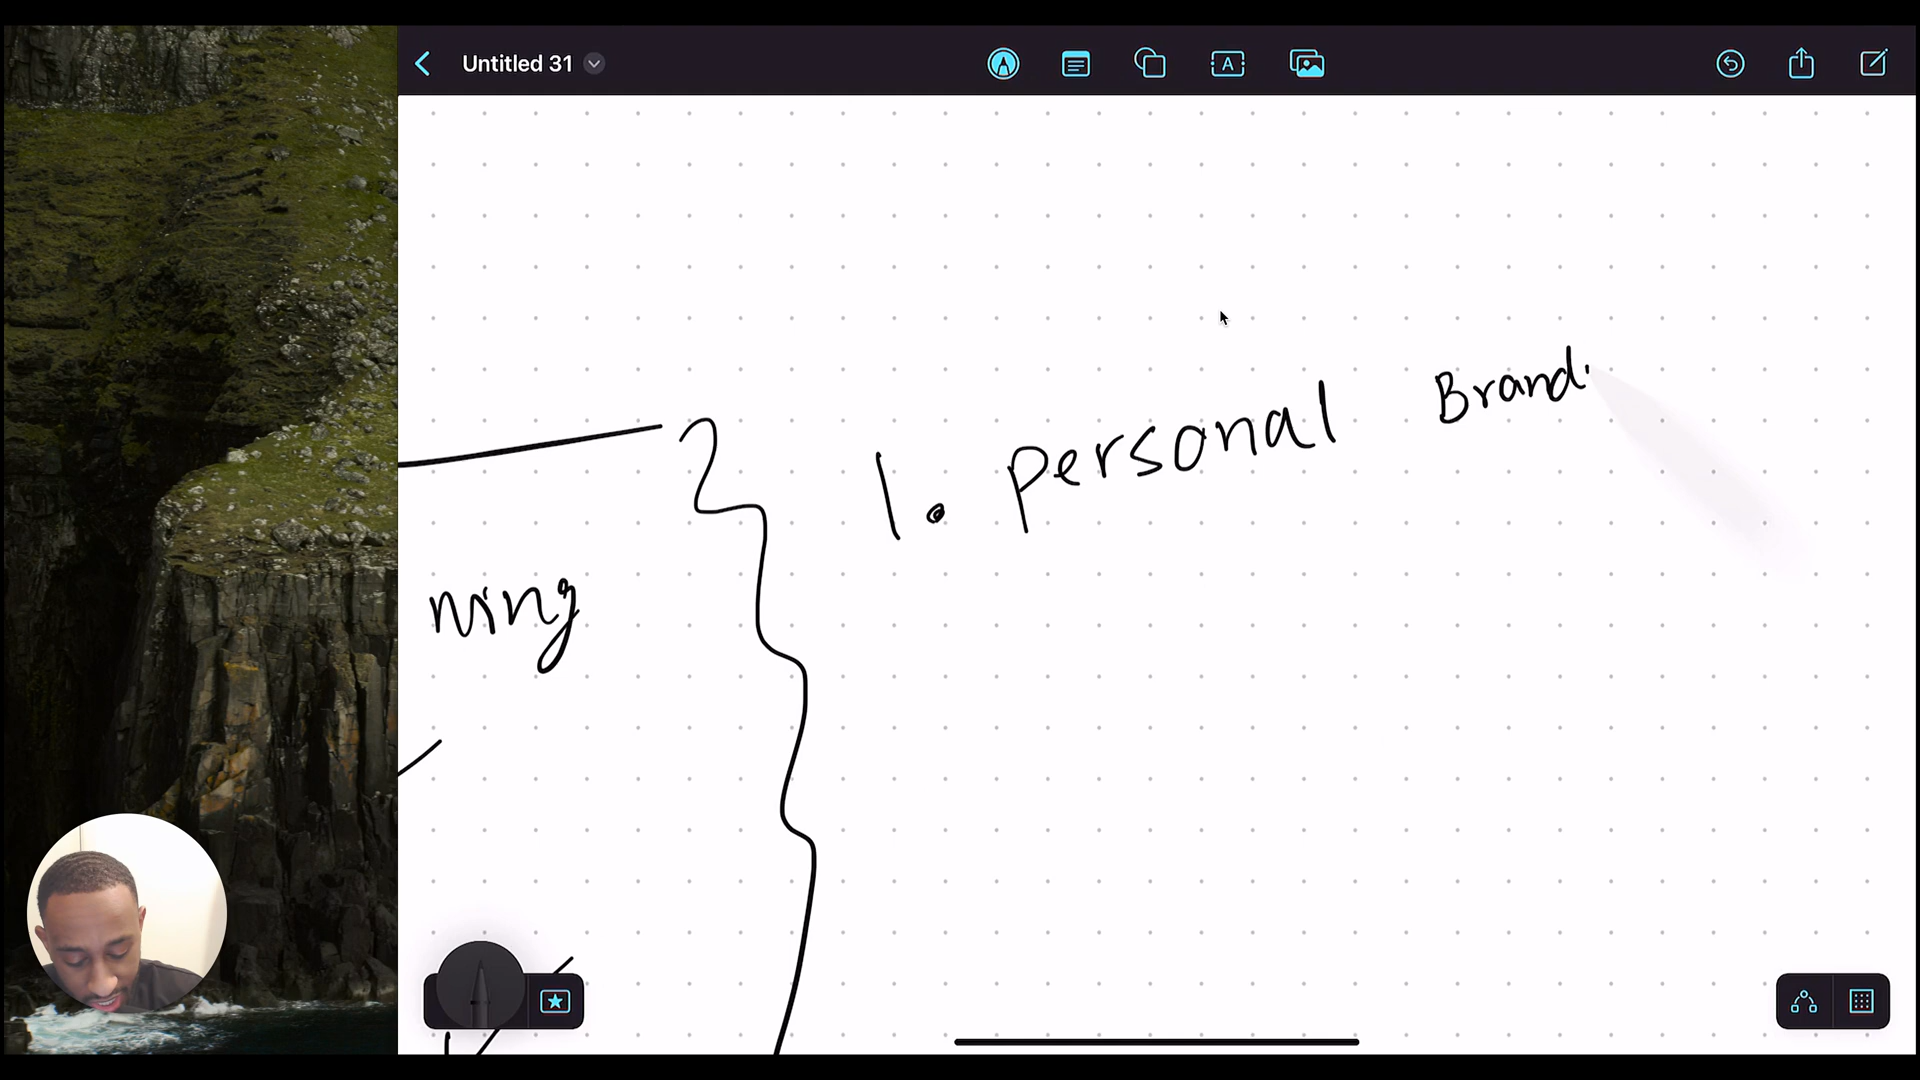 Untitled 31
1. personal Brand.
ning